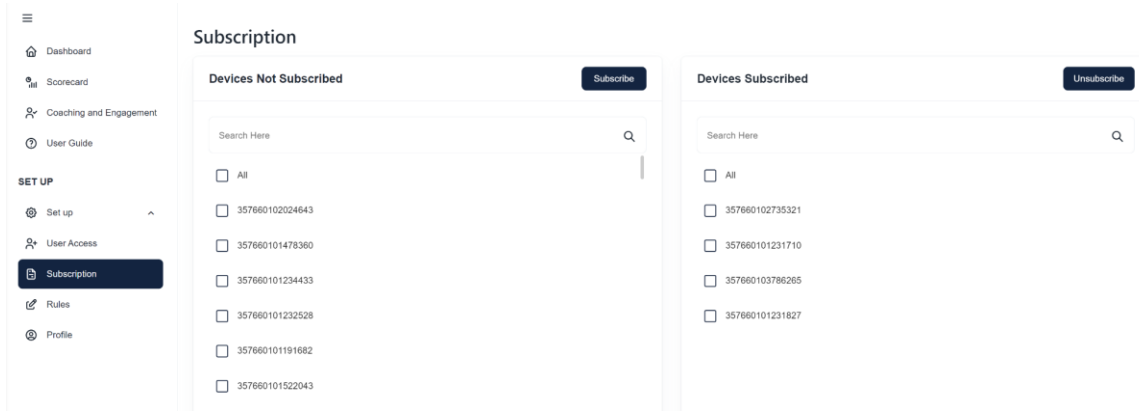 Dashboard
Scorecard
Coaching and Engagement
User Guide
SET UP
Set up
User Access
Subscription
Rules
Profile
Subscription
Devices Not Subscribed
Subscribe
Search Here
All
357660102024643
357660101478360
357660101234433
357660101232528
357660101191682
357660101522043
Devices Subscribed
Unsubscribe
Search Here
All
357660102735321
357660101231710
357660103786265
357660101231827